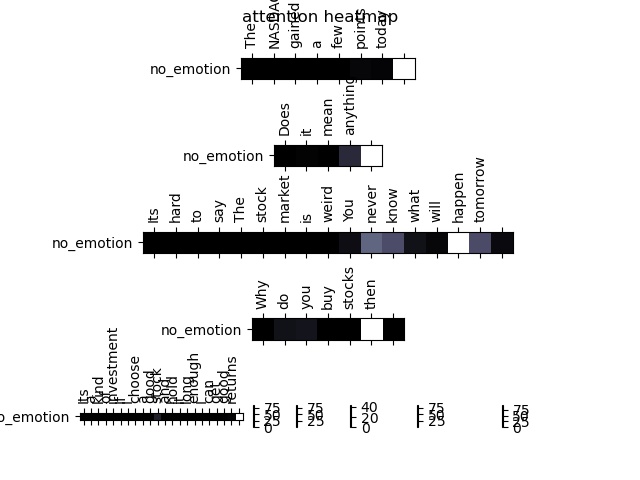 attention heatmap
The NASDAQ gained a few points today
no_emotion
Does it mean anything
no_emotion
Its hard to say The stock market is weird You never know what will happen tomorrow
no_emotion
Why do you buy stocks then
no_emotion
Its a kind of investment choose a good stock and hold it long enough can get good returns
no_emotion
75 75 40 75 75
50 50 20 50 50
25 25 0 25 25
0 0 0